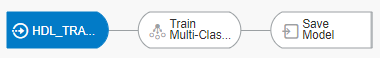 HDL_TRA...
Train
Multi-Clas...
Save
Model